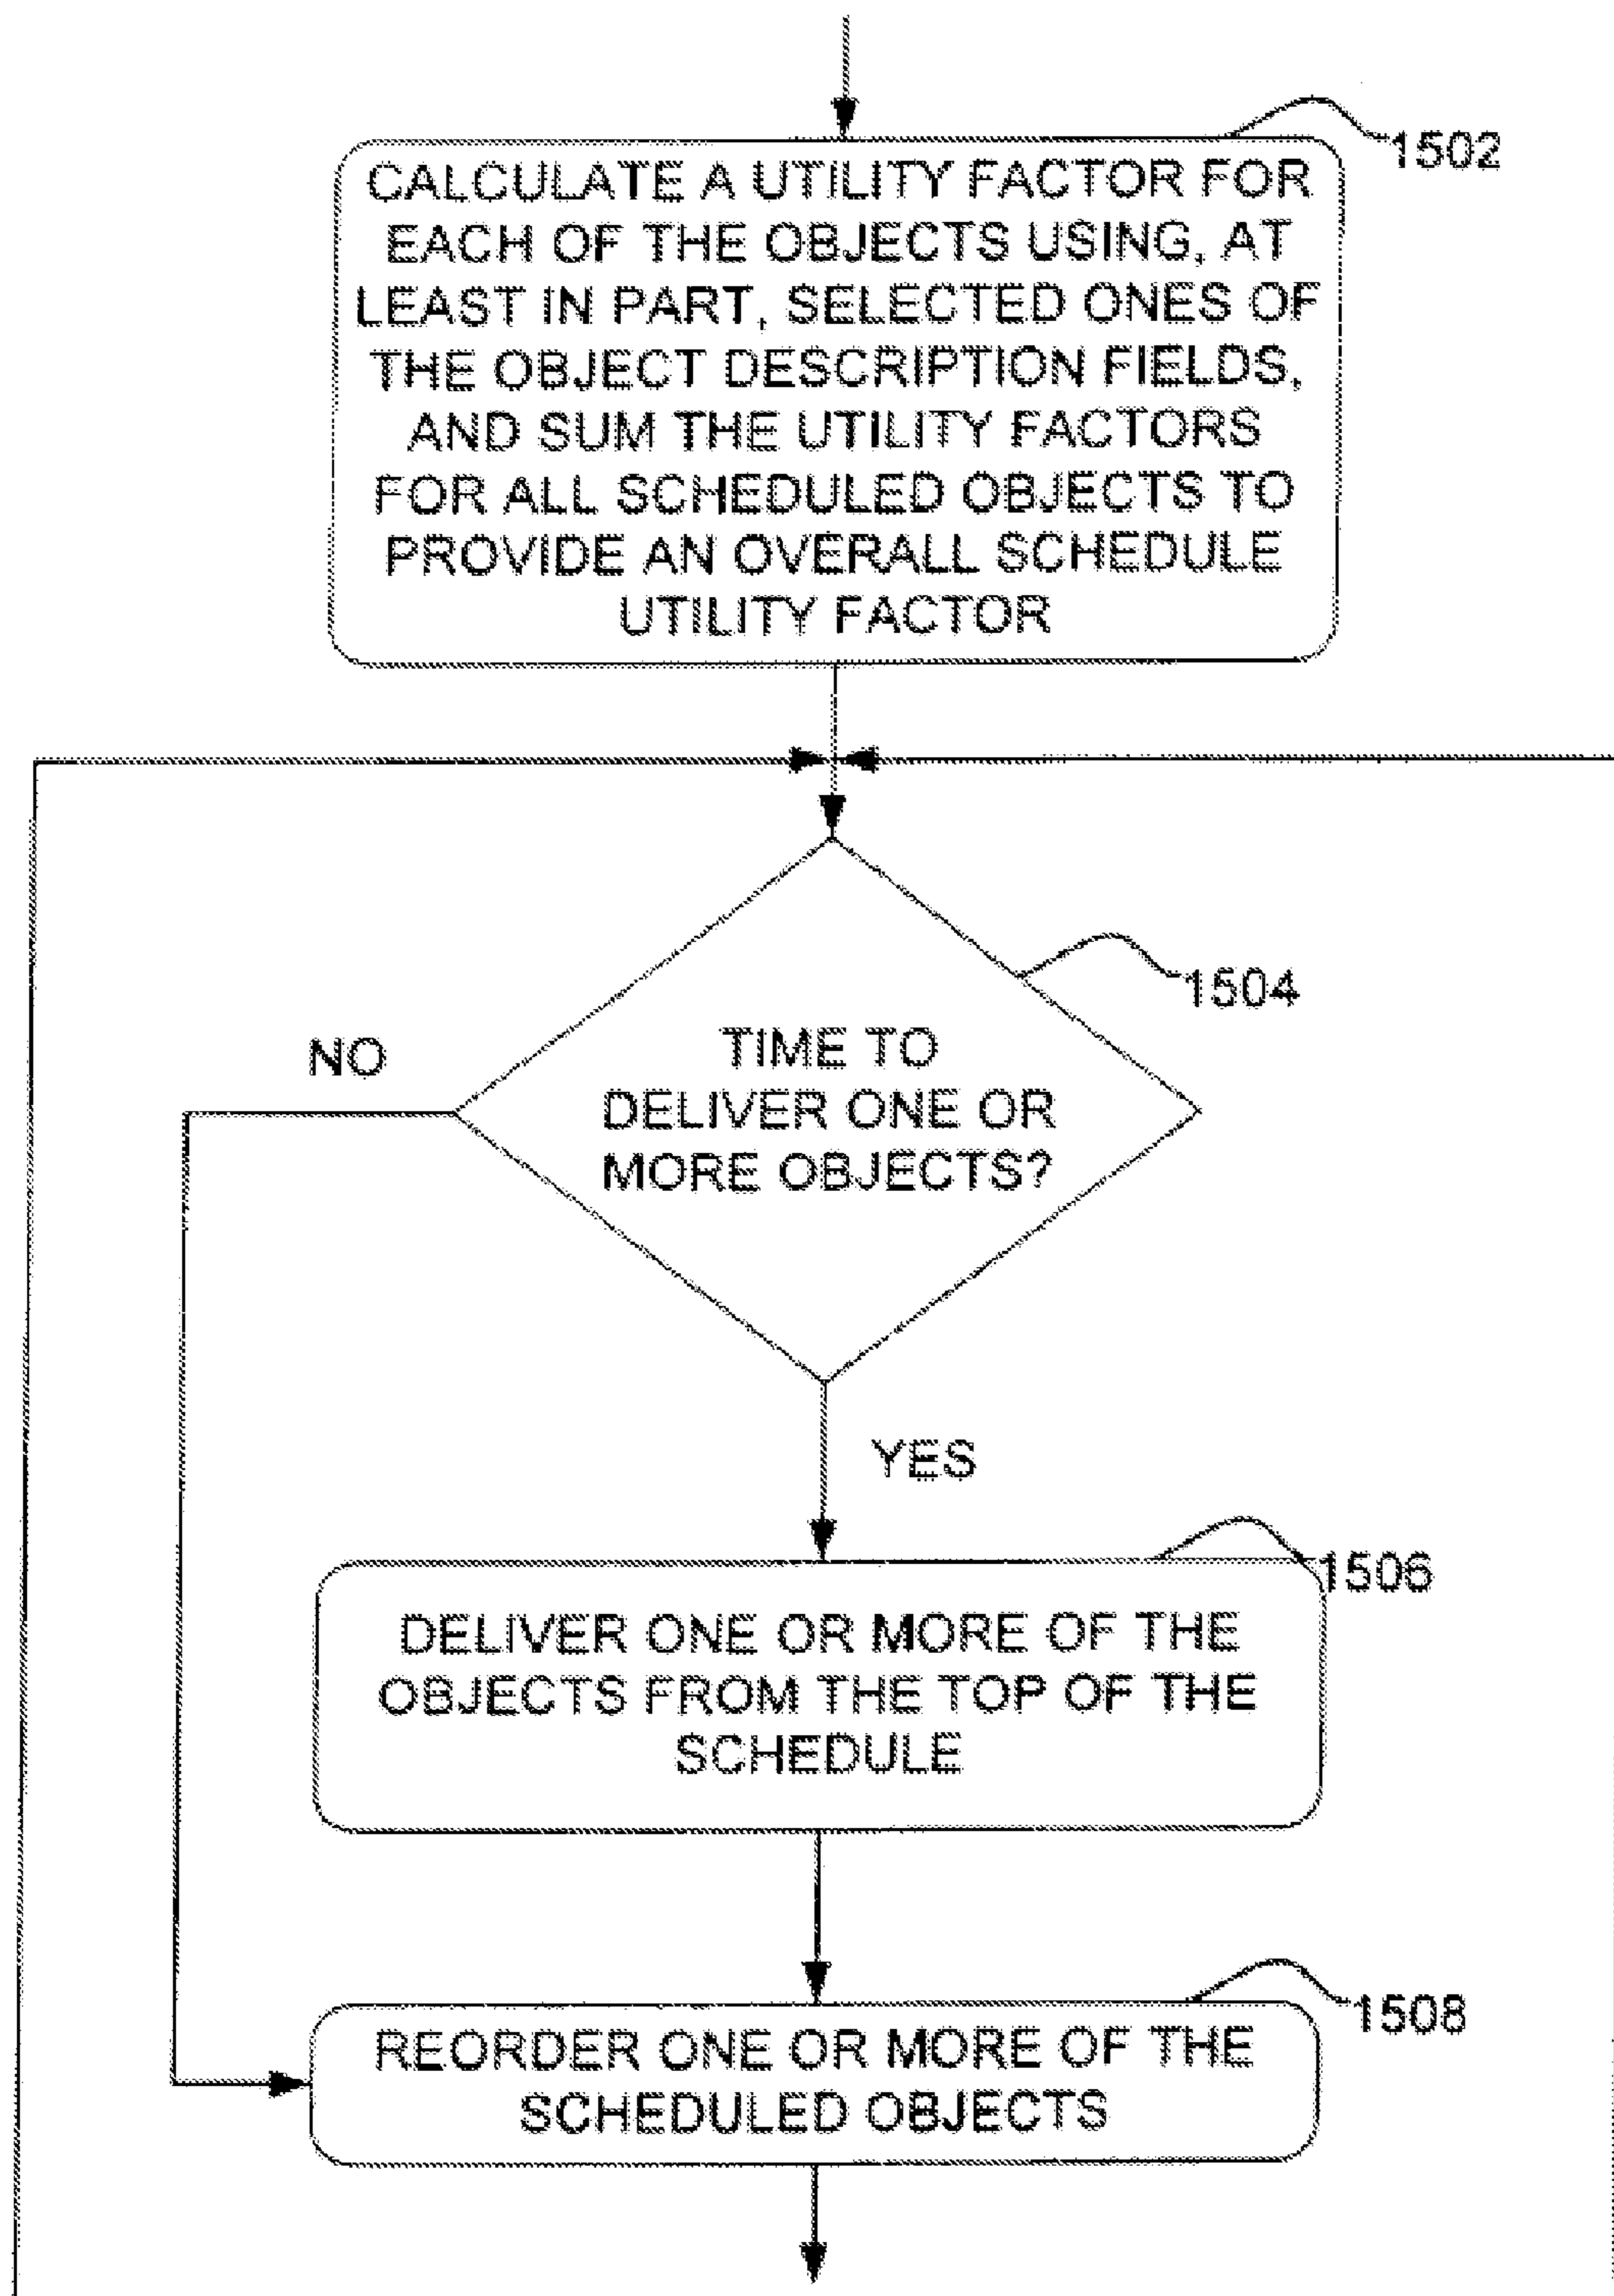 1502
CALCULATE A UTILITY FACTOR FOR
EACH OF THE OBJECTS USING, AT
LEAST IN PART, SELECTED ONES OF
THE OBJECT DESCRIPTION FIELDS,
AND SUM THE UTILITY FACTORS
FOR ALL SCHEDULED OBJECTS TO
PROVIDE AN OVERALL SCHEDULE
UTILITY FACTOR
1504
NO
TIME TO
DELIVER ONE OR
MORE OBJECTS?
YES
1506
DELIVER ONE OR MORE OF THE
OBJECTS FROM THE TOP OF THE
SCHEDULE
1508
REORDER ONE OR MORE OF THE
SCHEDULED OBJECTS